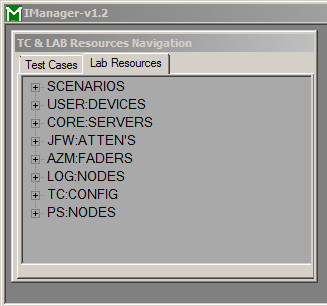 IManager-v1.2
TC & LAB Resources Navigation
Test Cases Lab Resources
SCENARIOS
USER:DEVICES
CORE:SERVERS
JFW:ATTEN'S
AZM:FADERS
LOG:NODES
TC:CONFIG
PS:NODES